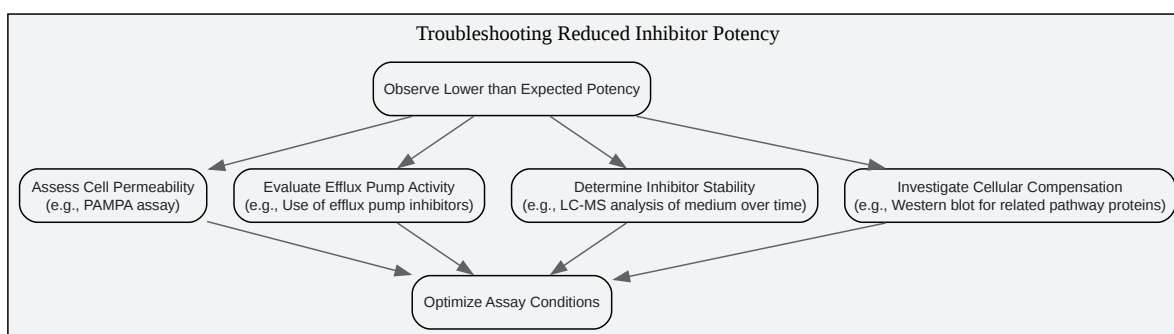 Troubleshooting Reduced Inhibitor Potency
Observe Lower than Expected Potency
Assess Cell Permeability
(e.g., PAMPA assay)
Evaluate Efflux Pump Activity
(e.g., Use of efflux pump inhibitors)
Determine Inhibitor Stability
(e.g., LC-MS analysis of medium over time)
Investigate Cellular Compensation
(e.g., Western blot for related pathway proteins)
Optimize Assay Conditions